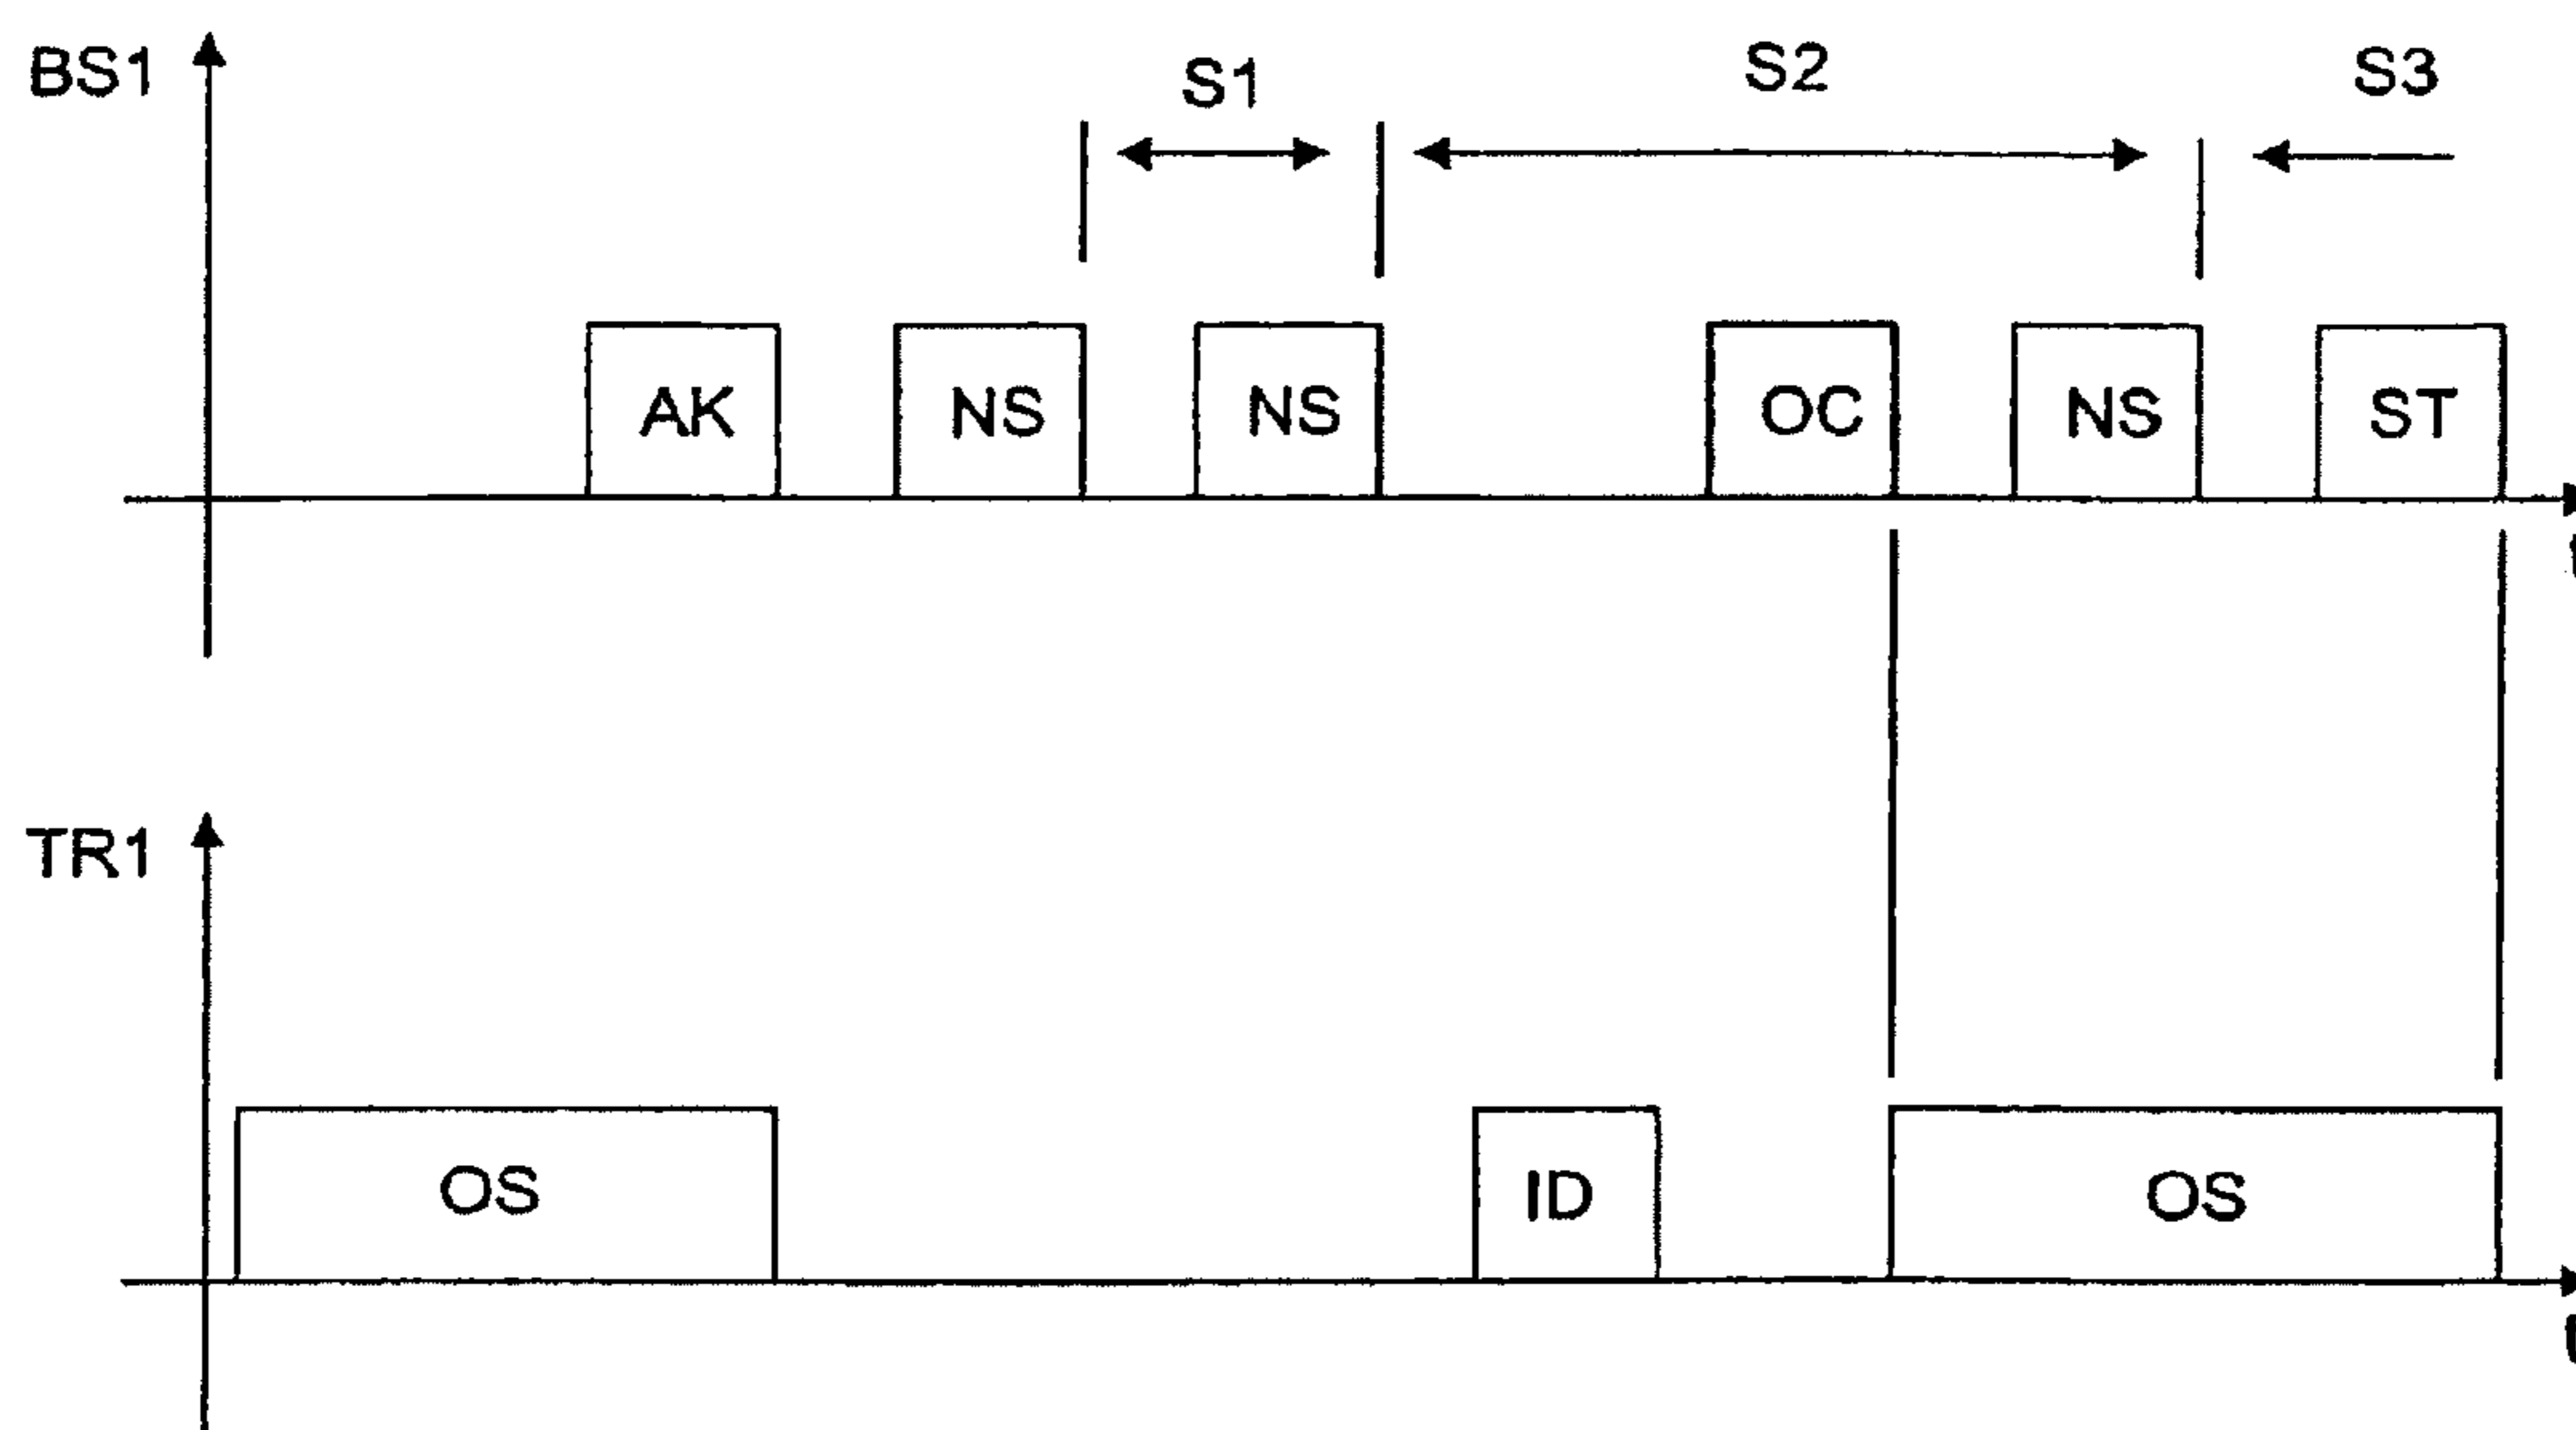 BS1
S1 S2 S3
AK NS NS OC NS ST
t
TR1
OS ID OS
t